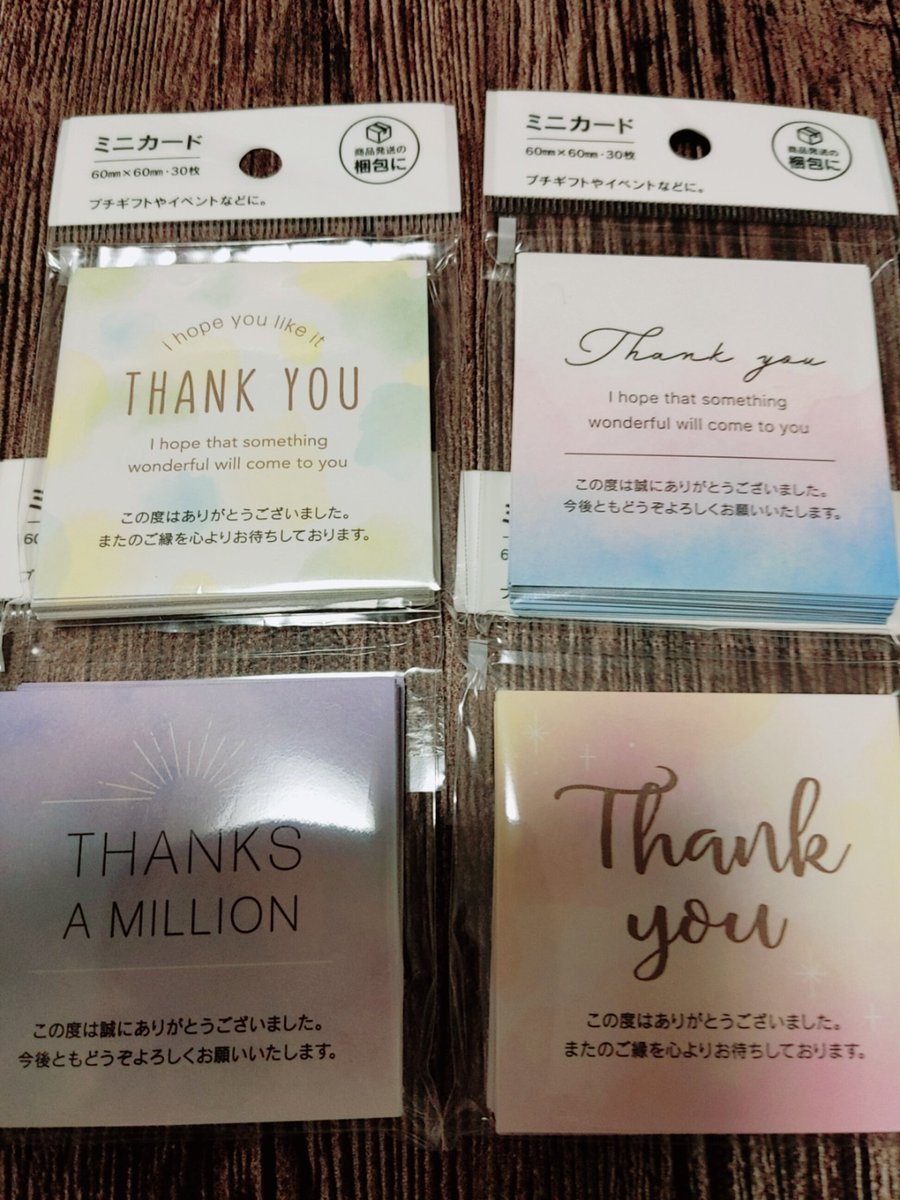 ミニカード
60mm×60mm・30枚
プチギフトやイベントなどに。
商品発送の
梱包に
ミニカード
60mm×60mm・30枚
プチギフトやイベントなどに。
商品発送の
梱包に
I hope you like it
THANK YOU
I hope that something
wonderful will come to you
この度はありがとうございました。
またのご縁を心よりお待ちしております。
Thank you
I hope that something
wonderful will come to you
この度は誠にありがとうございました。
今後ともどうぞよろしくお願いいたします。
THANKS
A MILLION
この度は誠にありがとうございました。
今後ともどうぞよろしくお願いいたします。
Thank
you
この度はありがとうございました。
またのご縁を心よりお待ちしております。